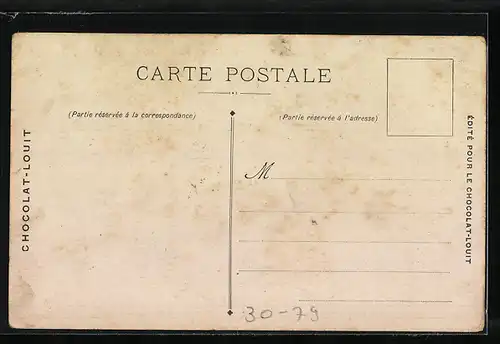 CARTE POSTALE
(Partie réservée à la correspondance)
(Partie réservée à l'adresse)
M
CHOCOLAT-LOUIT
ÉDITÉ POUR LE CHOCOLAT-LOUIT
30-79